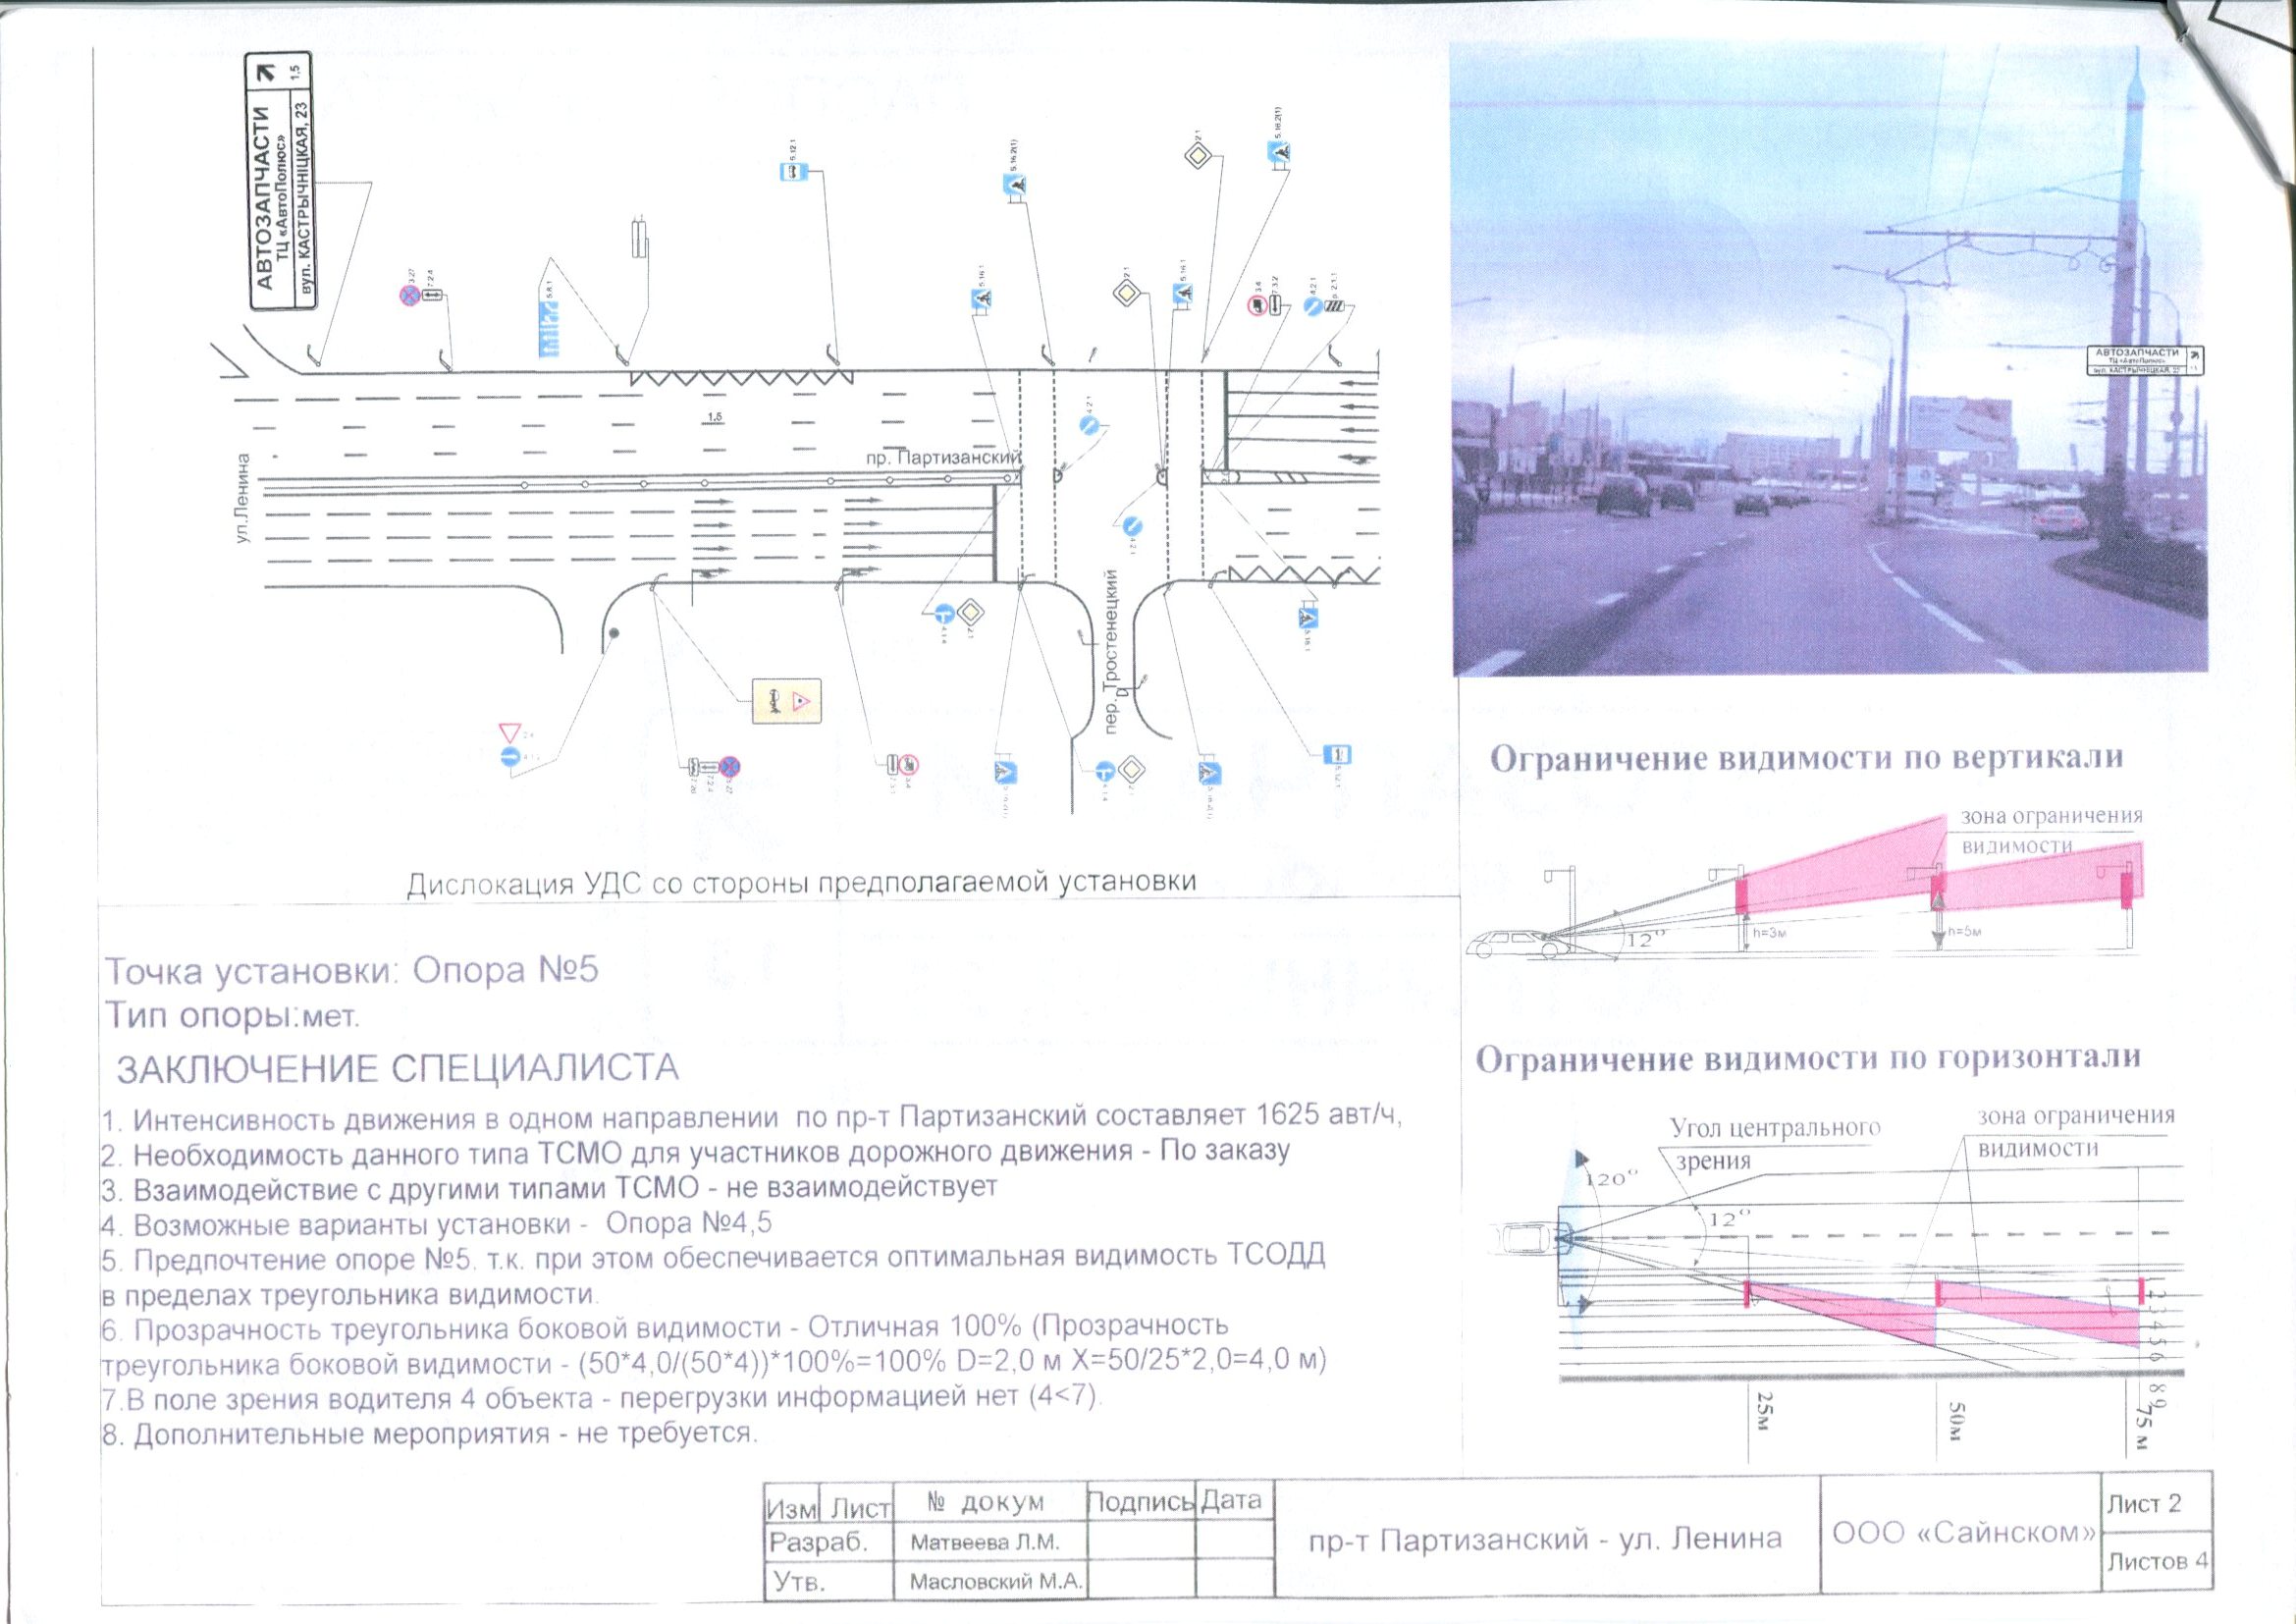 АВТОЗАПЧАСТИ
ТЦ «АвтоПолюс»
вул. КАСТРЫЧНІЦКАЯ, 23
1,5
3.27
7.2.4
5.8.1
5.12.1
5.16.2(1)
2.1
5.16.2(1)
5.16.1
2.1
5.16.1
3.4
7.3.2
4.2.1
2.1.1
4.2.1
1.5
пр. Партизанский
ул.Ленина
4.2.1
4.1.4
2.1
пер. Тростенецкий
5.16.1
2.4
4.1.2
7.2.4
3.27
3.4
4.1.4
2.1
5.12.1
Дислокация УДС со стороны предполагаемой установки
АВТОЗАПЧАСТИ
ТЦ «АвтоПолюс»
вул. КАСТРЫЧНІЦКАЯ, 23
Ограничение видимости по вертикали
зона ограничения
видимости
12°
h=3м
h=5м
Ограничение видимости по горизонтали
Угол центрального
зрения
зона ограничения
видимости
120°
12°
2 3 4 5 6
8 9
25м
50м
75 м
Точка установки: Опора №5
Тип опоры:мет.
ЗАКЛЮЧЕНИЕ СПЕЦИАЛИСТА
1. Интенсивность движения в одном направлении по пр-т Партизанский составляет 1625 авт/ч,
2. Необходимость данного типа ТСМО для участников дорожного движения - По заказу
3. Взаимодействие с другими типами ТСМО - не взаимодействует
4. Возможные варианты установки - Опора №4,5
5. Предпочтение опоре №5. т.к. при этом обеспечивается оптимальная видимость ТСОДД
в пределах треугольника видимости.
6. Прозрачность треугольника боковой видимости - Отличная 100% (Прозрачность
треугольника боковой видимости - (50*4,0/(50*4))*100%=100% D=2,0 м X=50/25*2,0=4,0 м)
7.В поле зрения водителя 4 объекта - перегрузки информацией нет (4<7).
8. Дополнительные мероприятия - не требуется.
Изм Лист № докум Подпись Дата
Разраб. Матвеева Л.М.
Утв. Масловский М.А.
пр-т Партизанский - ул. Ленина
ООО «Сайнском»
Лист 2
Листов 4